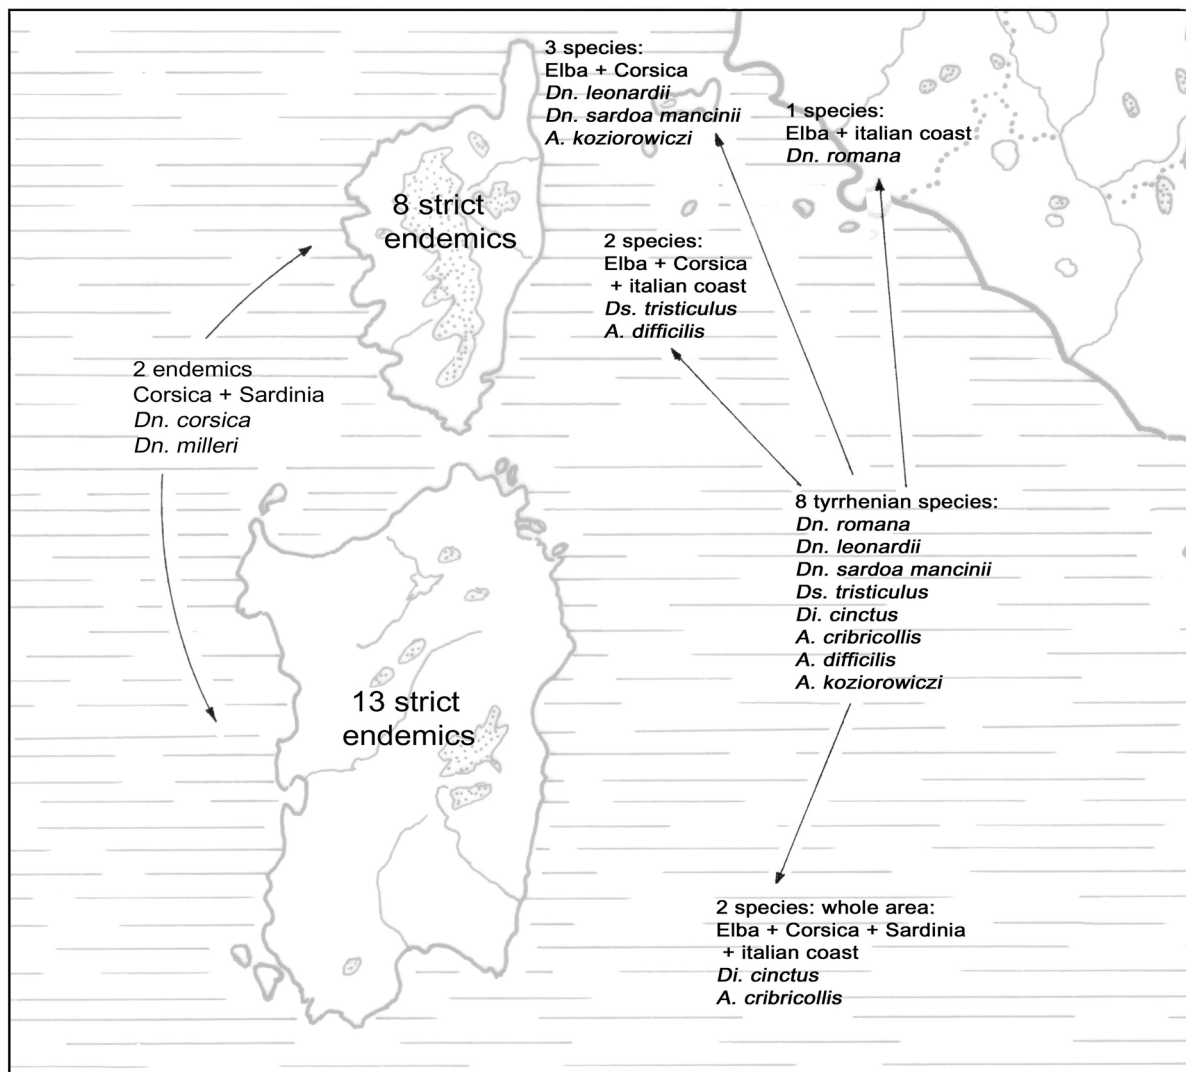 3 species:
Elba + Corsica
Dn. leonardii
Dn. sardoa mancinii
A. koziorowiczi
1 species:
Elba + italian coast
Dn. romana
8 strict
endemics
2 species:
Elba + Corsica
+ italian coast
Ds. tristiculus
A. difficilis
2 endemics
Corsica + Sardinia
Dn. corsica
Dn. milleri
8 tyrrhenian species:
Dn. romana
Dn. leonardii
Dn. sardoa mancinii
Ds. tristiculus
Di. cinctus
A. cribricollis
A. difficilis
A. koziorowiczi
13 strict
endemics
2 species: whole area:
Elba + Corsica + Sardinia
+ italian coast
Di. cinctus
A. cribricollis